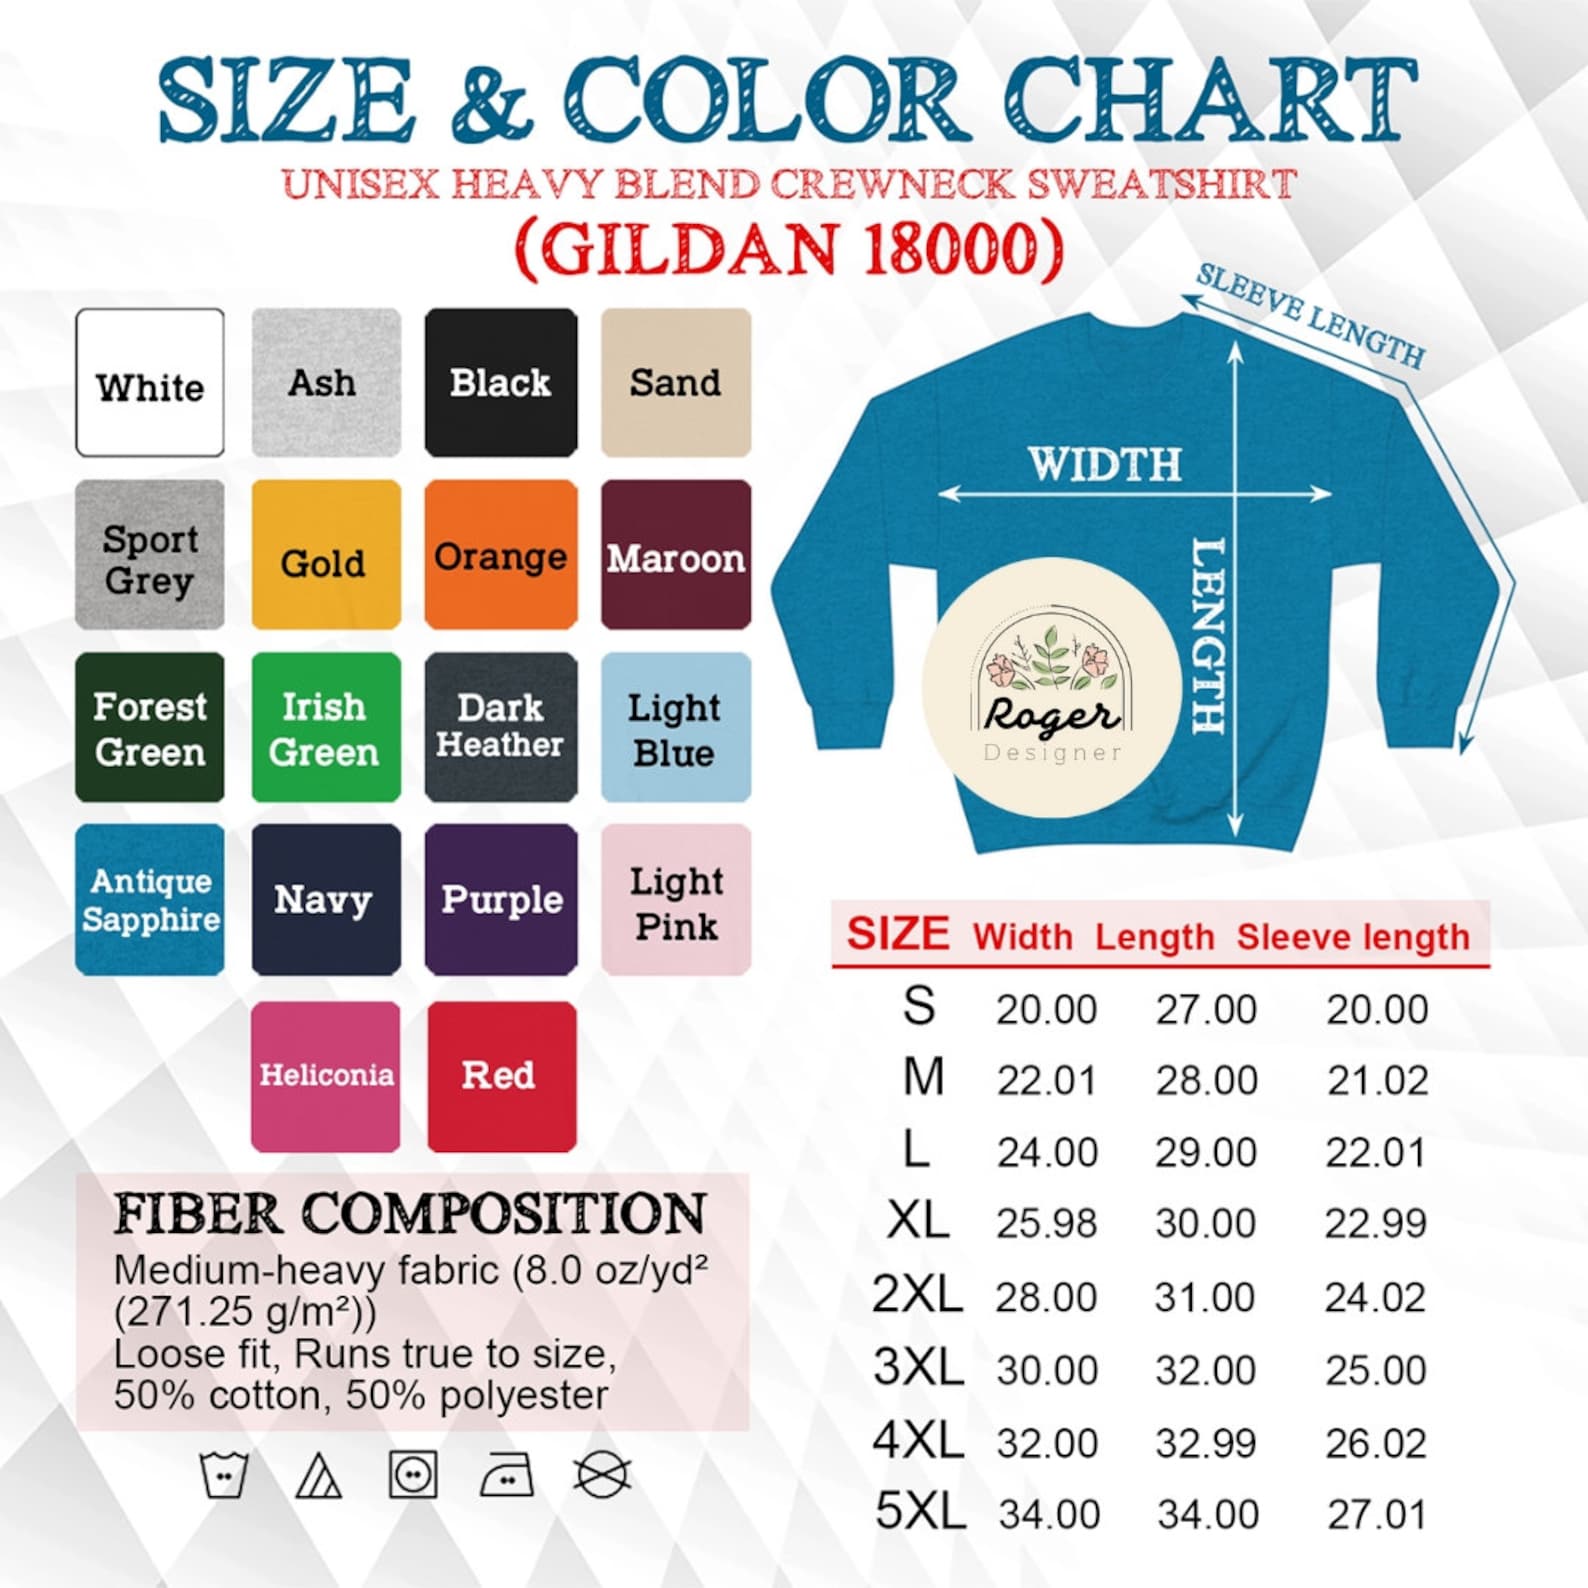 SIZE & COLOR CHART
UNISEX HEAVY BLEND CREWNECK SWEATSHIRT
(GILDAN 18000)
White
Ash
Black
Sand
Sport
Grey
Gold
Orange
Maroon
Forest
Green
Irish
Green
Dark
Heather
Light
Blue
Antique
Sapphire
Navy
Purple
Light
Pink
Heliconia
Red
SLEEVE LENGTH
WIDTH
LENGTH
Roger
Designer
FIBER COMPOSITION
Medium-heavy fabric (8.0 oz/yd²
(271.25 g/m²))
Loose fit, Runs true to size,
50% cotton, 50% polyester
SIZE Width Length Sleeve length
S 20.00 27.00 20.00
M 22.01 28.00 21.02
L 24.00 29.00 22.01
XL 25.98 30.00 22.99
2XL 28.00 31.00 24.02
3XL 30.00 32.00 25.00
4XL 32.00 32.99 26.02
5XL 34.00 34.00 27.01